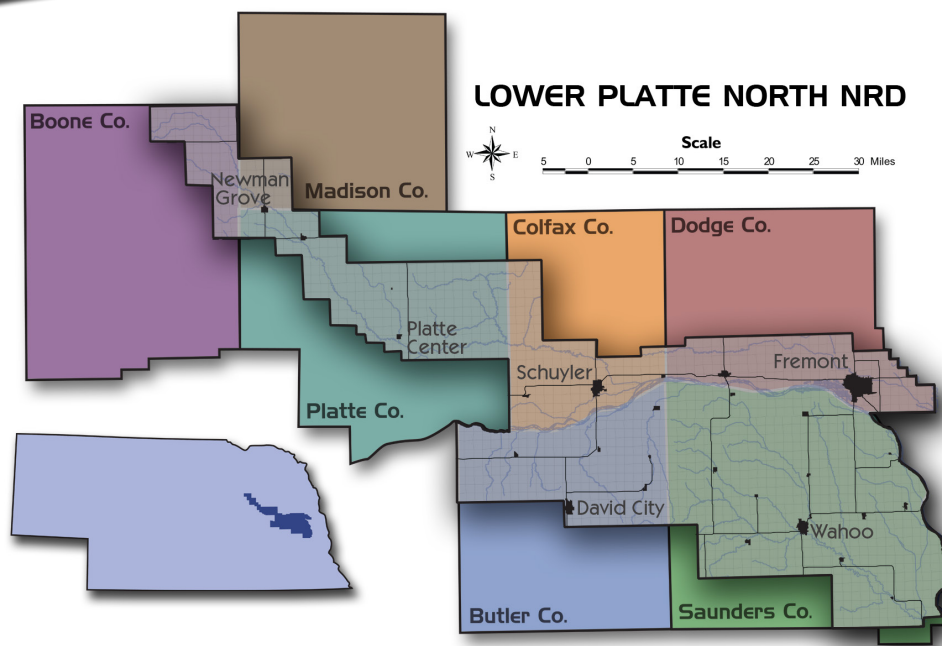 LOWER PLATTE NORTH NRD
N
W E
S
Scale
5 0 5 10 15 20 25 30 Miles
Boone Co.
Newman
Grove
Madison Co.
Colfax Co.
Dodge Co.
Platte
Center
Schuyler
Fremont
Platte Co.
David City
Wahoo
Butler Co.
Saunders Co.